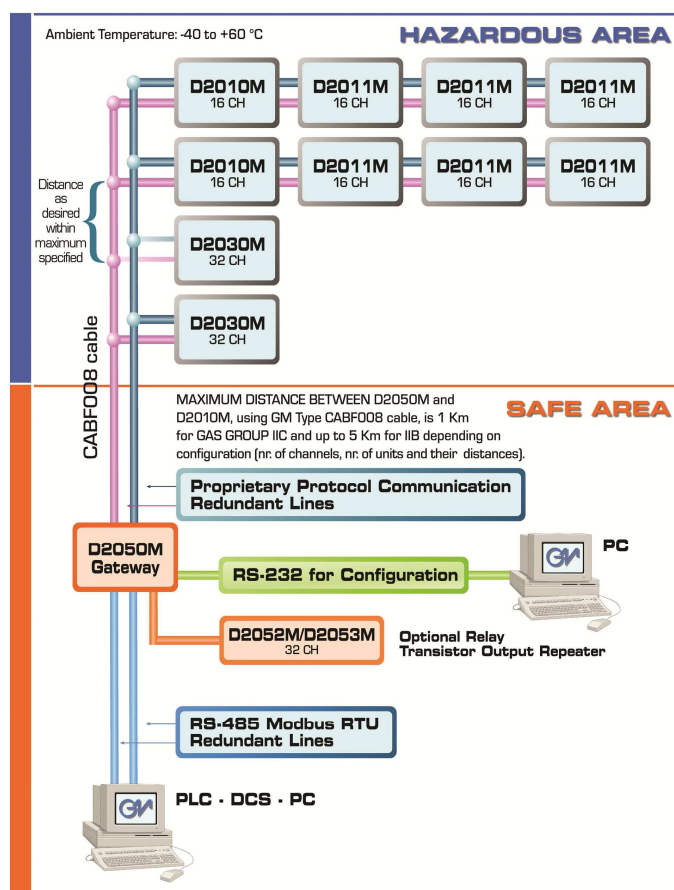 Ambient Temperature: -40 to +60 °C
HAZARDOUS AREA
D2010M
16 CH
D2011M
16 CH
D2011M
16 CH
D2011M
16 CH
D2010M
16 CH
D2011M
16 CH
D2011M
16 CH
D2011M
16 CH
Distance
as
desired
within
maximum
specified
D2030M
32 CH
D2030M
32 CH
CABF008 cable
MAXIMUM DISTANCE BETWEEN D2050M and
D2010M, using GM Type CABF008 cable, is 1 Km
for GAS GROUP IIC and up to 5 Km for IIB depending on
configuration (nr. of channels, nr. of units and their distances).
SAFE AREA
Proprietary Protocol Communication
Redundant Lines
D2050M
Gateway
RS-232 for Configuration
GM
PC
D2052M/D2053M
32 CH
Optional Relay
Transistor Output Repeater
RS-485 Modbus RTU
Redundant Lines
GM
PLC - DCS - PC